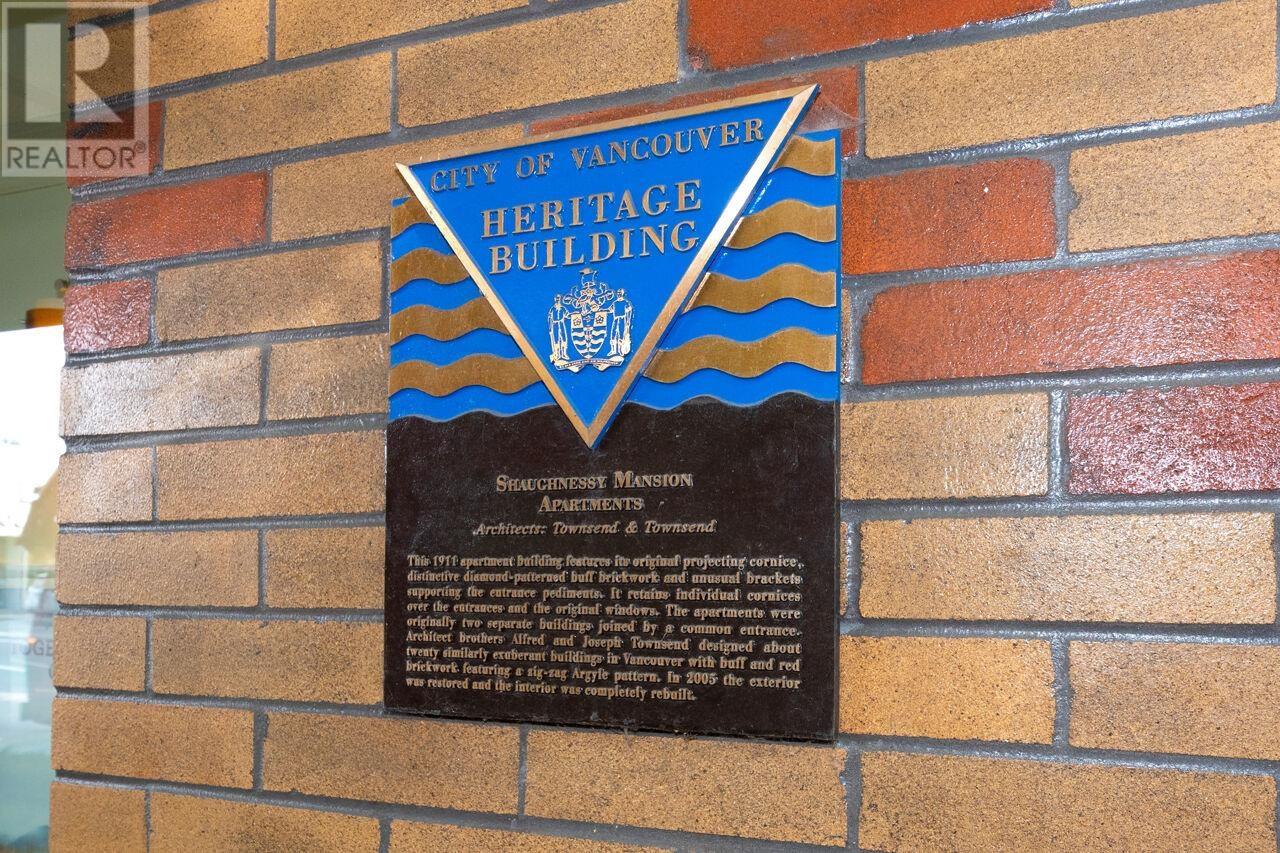 REALTOR®
CITY OF VANCOUVER
HERITAGE
BUILDING
SHAUGHNESSY MANSION
APARTMENTS
Architects: Townsend & Townsend
This 1911 apartment building features its original projecting cornice,
distinctive diamond-patterned buff brickwork and unusual brackets
supporting the entrance pediments. It retains individual cornices
over the entrances and the original windows. The apartments were
originally two separate buildings joined by a common entrance.
Architect brothers Alfred and Joseph Townsend designed about
twenty similarly exuberant buildings in Vancouver with buff and red
brickwork featuring a zig-zag Argyle pattern. In 2005 the exterior
was restored and the interior was completely rebuilt.